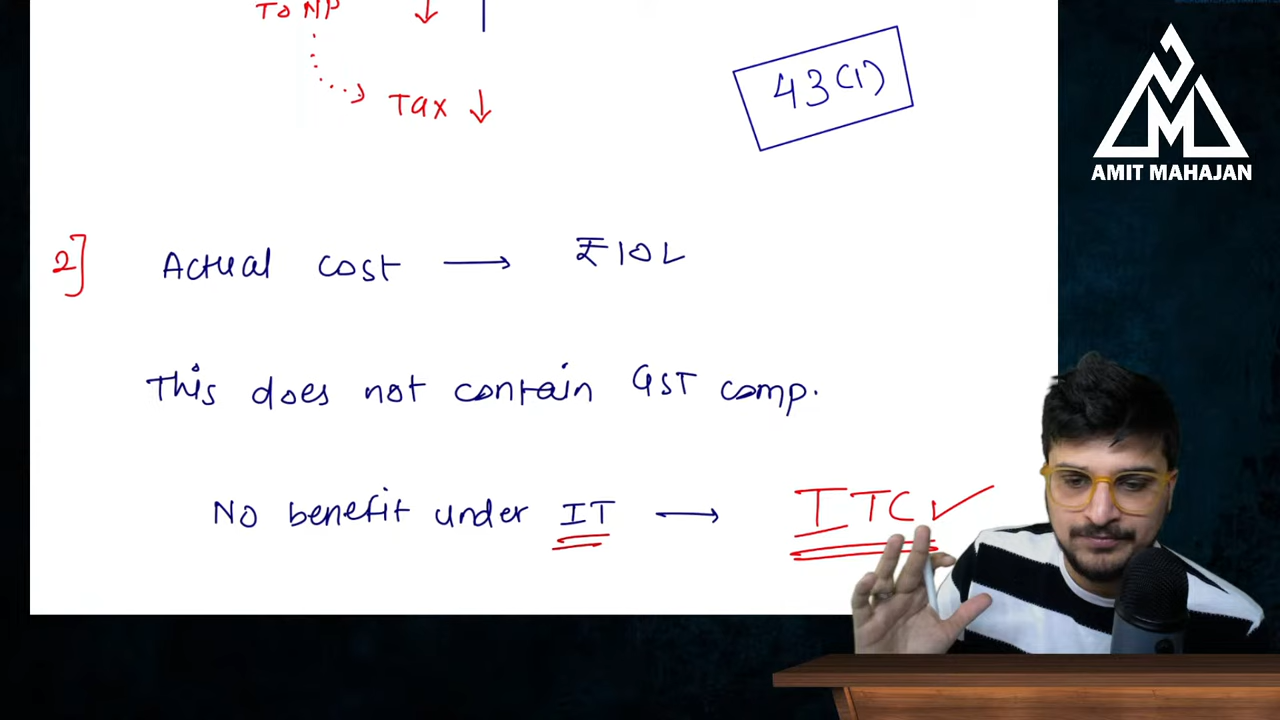 To NP ↓
Tax ↓
43(1)
AMIT MAHAJAN
2] Actual cost → ₹10L
This does not contain GST comp.
No benefit under IT → ITC ✓